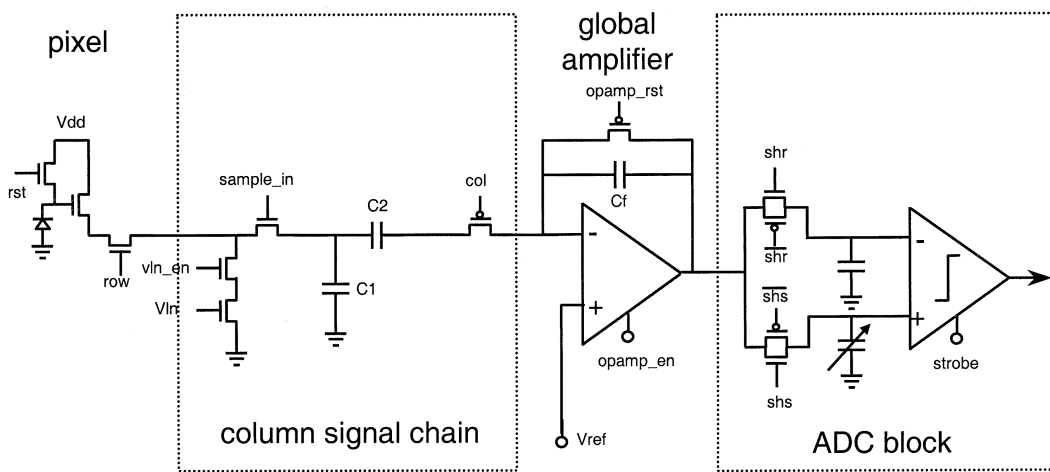 pixel
global
amplifier
opamp_rst
Vdd
rst
sample_in
C2
col
Cf
shr
-
shr
-
row
vln_en
Vln
C1
+
opamp_en
shs
+
shs
strobe
Vref
column signal chain
ADC block